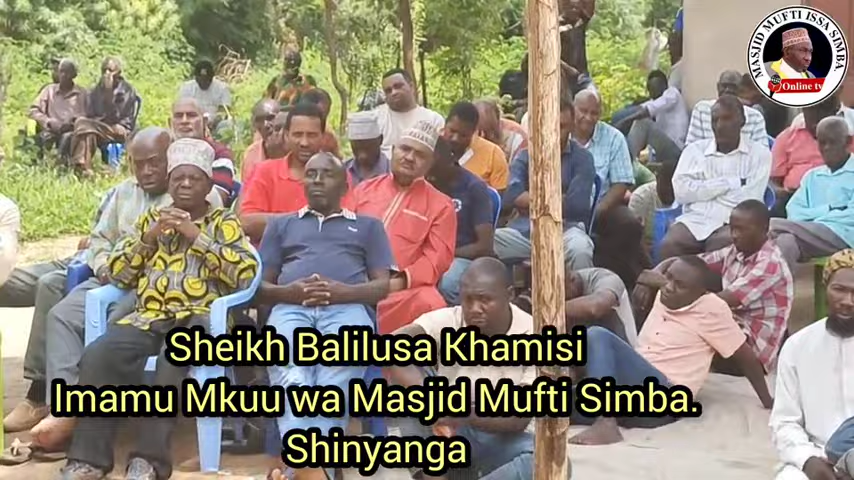 MASJID MUFTI ISSA SIMBA
Online tv
Sheikh Balilusa Khamisi
Imamu Mkuu wa Masjid Mufti Simba.
Shinyanga